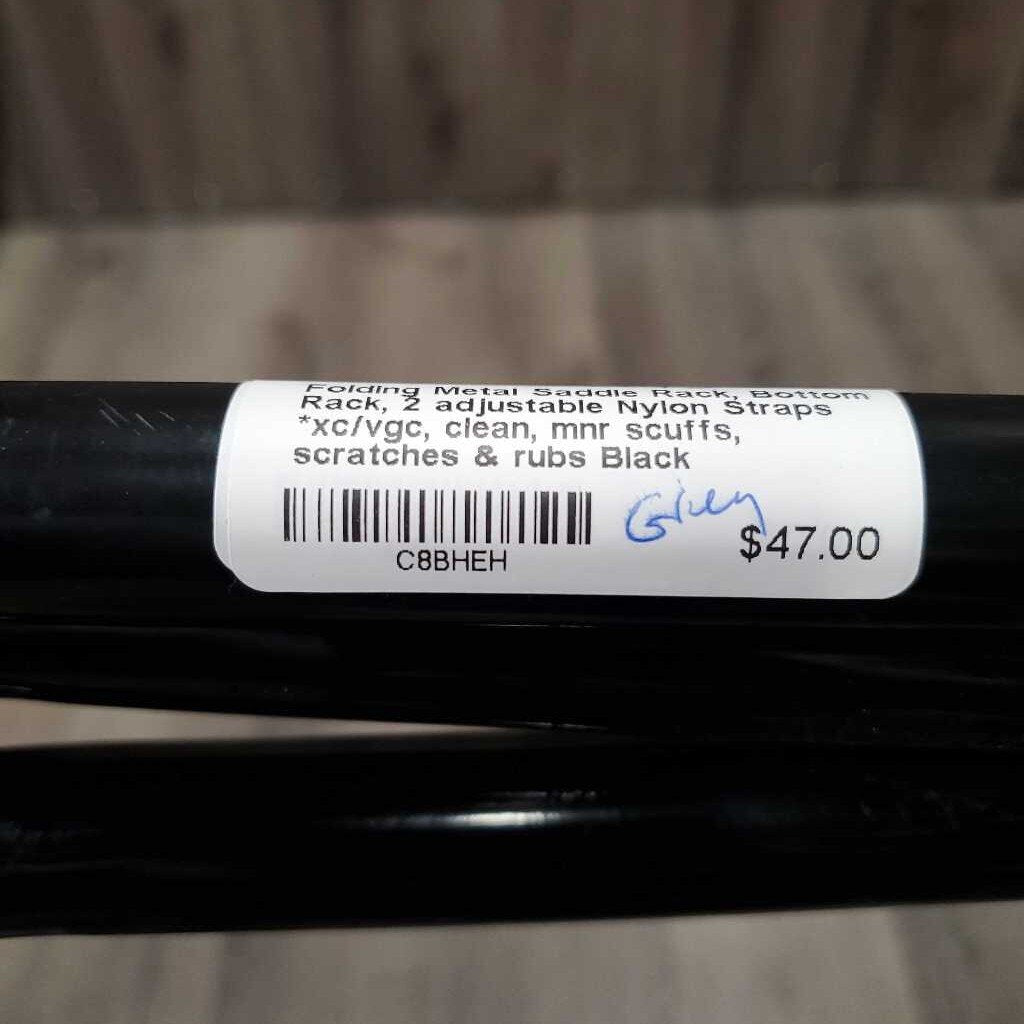 Folding Metal Saddle Rack, Bottom
Rack, 2 adjustable Nylon Straps
*xc/vgc, clean, mnr scuffs,
scratches & rubs Black
Grey
$47.00
C8BHEH